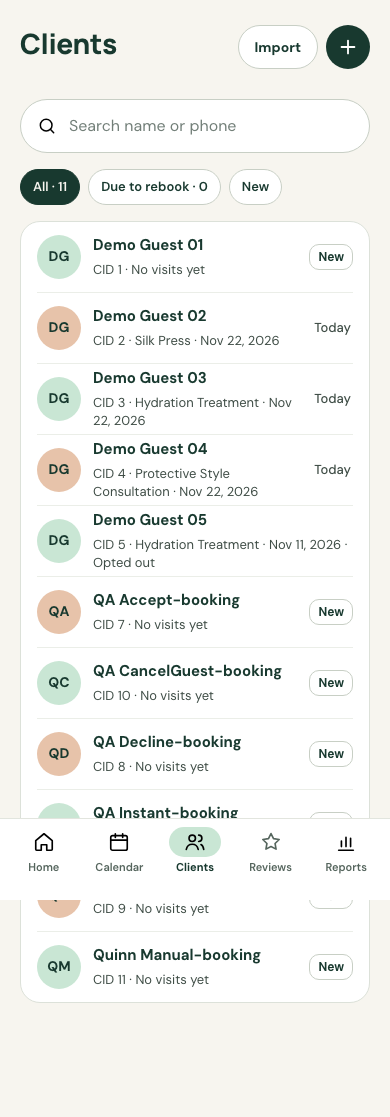 Clients
Import
Search name or phone
All · 11
Due to rebook · 0
New
DG
Demo Guest 01
CID 1 · No visits yet
New
DG
Demo Guest 02
CID 2 · Silk Press · Nov 22, 2026
Today
DG
Demo Guest 03
CID 3 · Hydration Treatment · Nov
22, 2026
Today
DG
Demo Guest 04
CID 4 · Protective Style
Consultation · Nov 22, 2026
Today
DG
Demo Guest 05
CID 5 · Hydration Treatment · Nov 11, 2026 ·
Opted out
QA
QA Accept-booking
CID 7 · No visits yet
New
QC
QA CancelGuest-booking
CID 10 · No visits yet
New
QD
QA Decline-booking
CID 8 · No visits yet
New
QA Instant-booking
Home
Calendar
Clients
Reviews
Reports
CID 9 · No visits yet
QM
Quinn Manual-booking
CID 11 · No visits yet
New